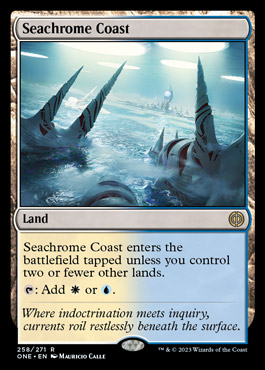 Seachrome Coast
Land
Seachrome Coast enters the
battlefield tapped unless you control
two or fewer other lands.
: Add or .
Where indoctrination meets inquiry,
currents roil restlessly beneath the surface.
258/271 R
ONE • EN Mauricio Calle
™ & © 2023 Wizards of the Coast